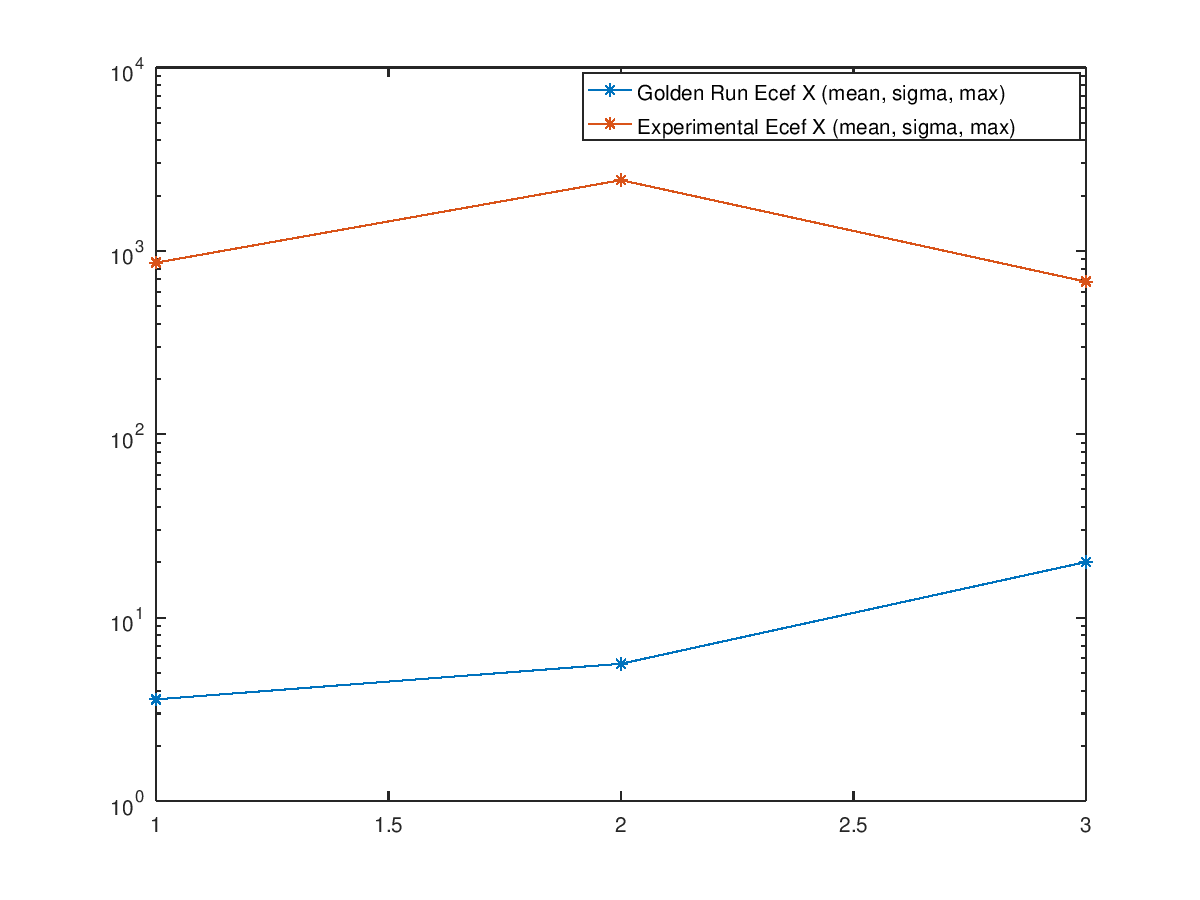 10^4
Golden Run Ecef X (mean, sigma, max)
Experimental Ecef X (mean, sigma, max)
10^3
10^2
10^1
10^0
1 1.5 2 2.5 3